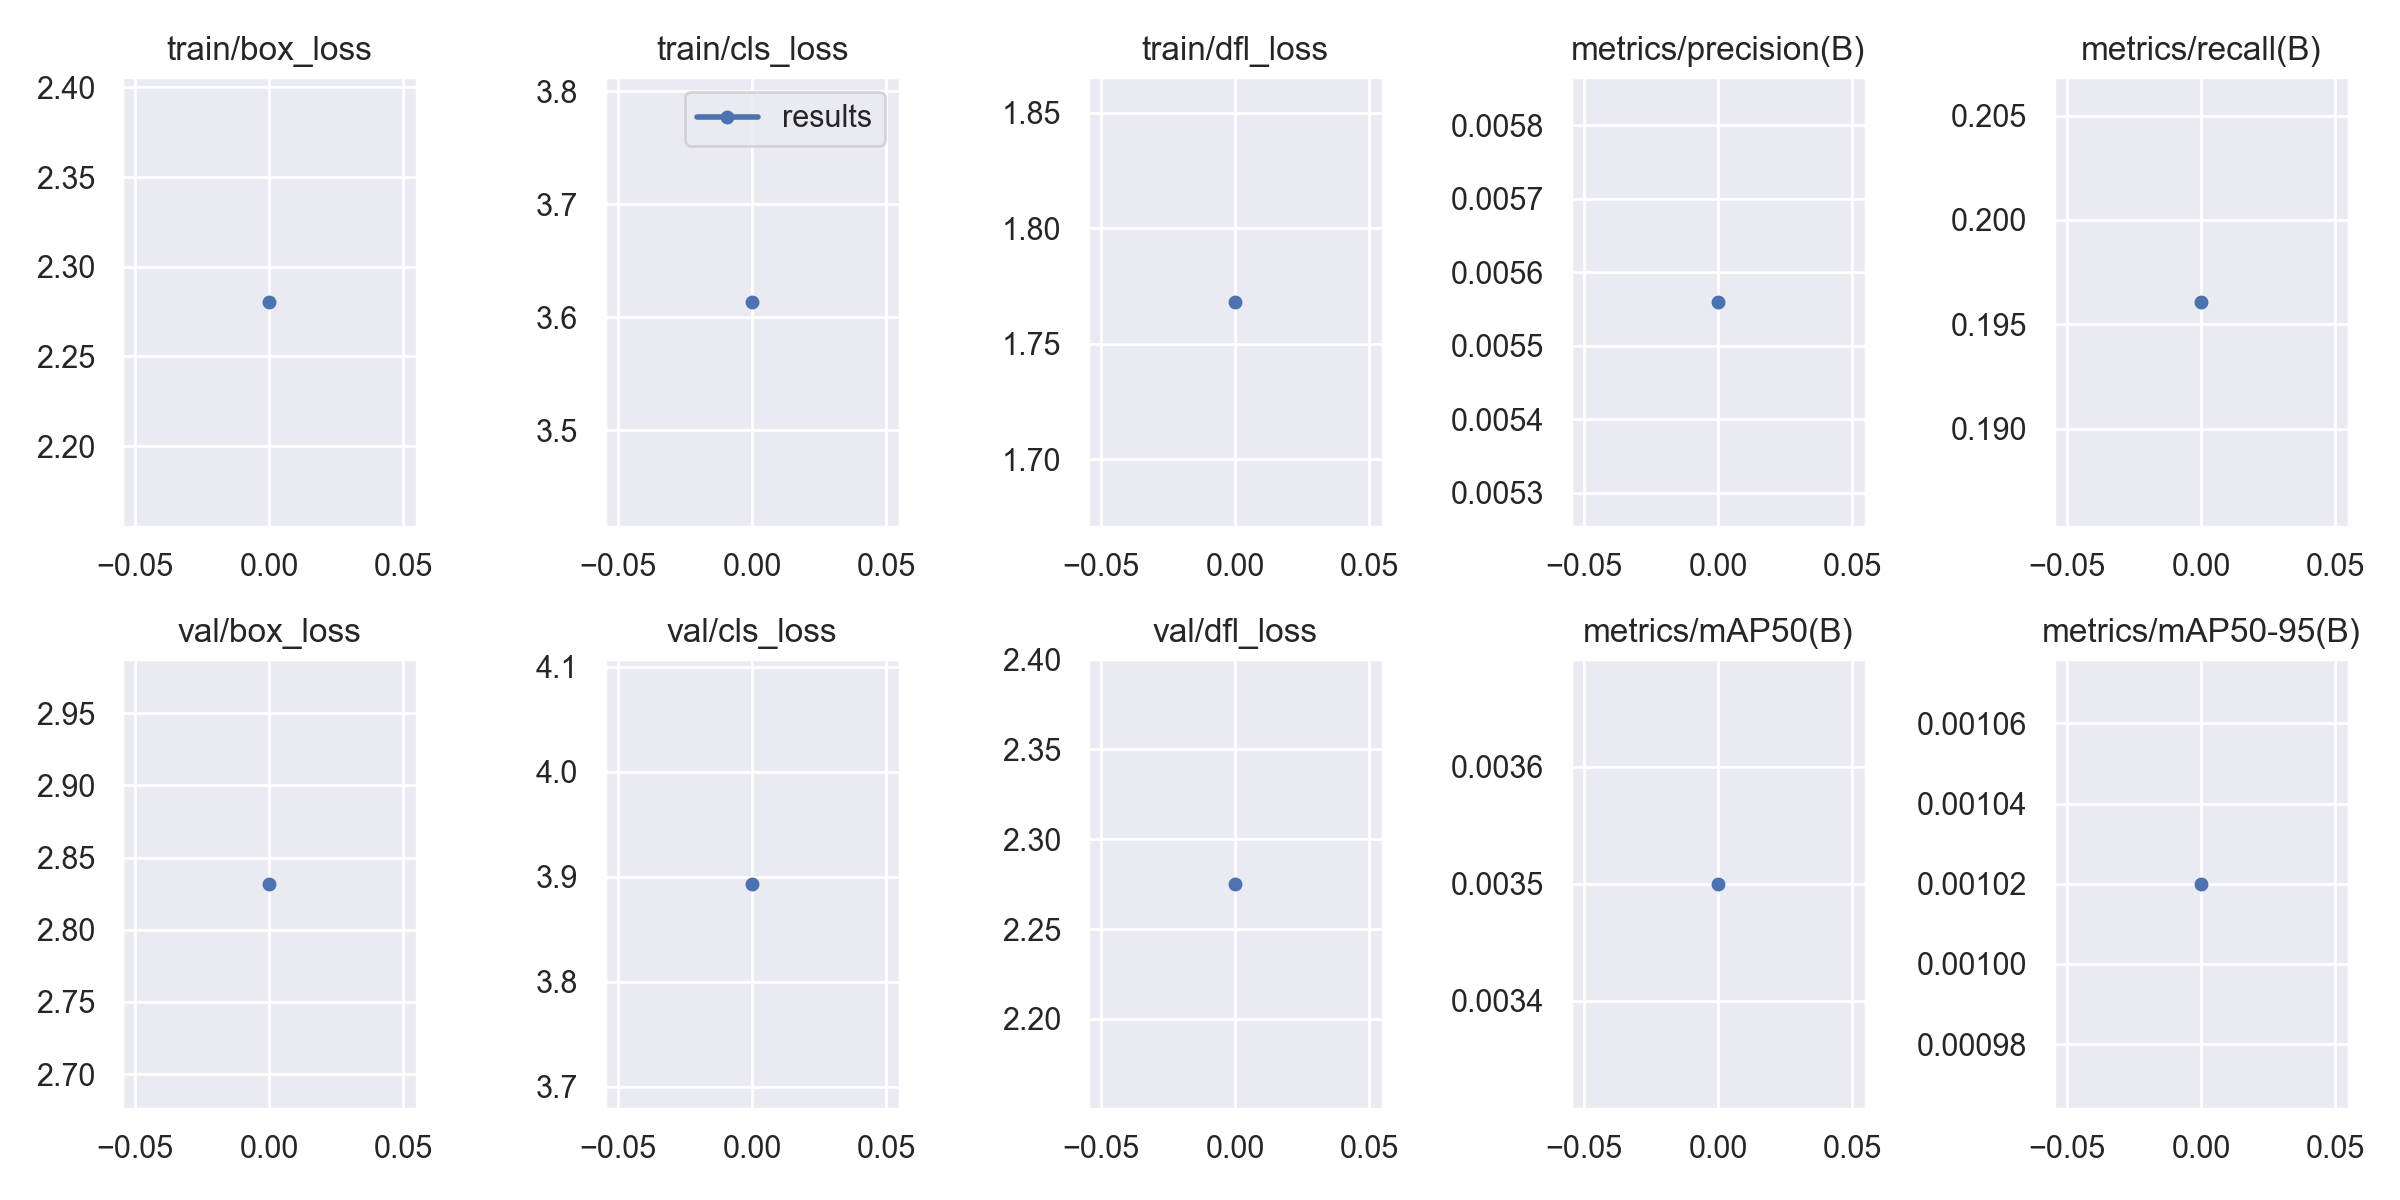 train/box_loss
2.40
2.35
2.30
2.25
2.20
−0.05 0.00 0.05
train/cls_loss
results
3.8
3.7
3.6
3.5
−0.05 0.00 0.05
train/dfl_loss
1.85
1.80
1.75
1.70
−0.05 0.00 0.05
metrics/precision(B)
0.0058
0.0057
0.0056
0.0055
0.0054
0.0053
−0.05 0.00 0.05
metrics/recall(B)
0.205
0.200
0.195
0.190
−0.05 0.00 0.05
val/box_loss
2.95
2.90
2.85
2.80
2.75
2.70
−0.05 0.00 0.05
val/cls_loss
4.1
4.0
3.9
3.8
3.7
−0.05 0.00 0.05
val/dfl_loss
2.40
2.35
2.30
2.25
2.20
−0.05 0.00 0.05
metrics/mAP50(B)
0.0036
0.0035
0.0034
−0.05 0.00 0.05
metrics/mAP50-95(B)
0.00106
0.00104
0.00102
0.00100
0.00098
−0.05 0.00 0.05